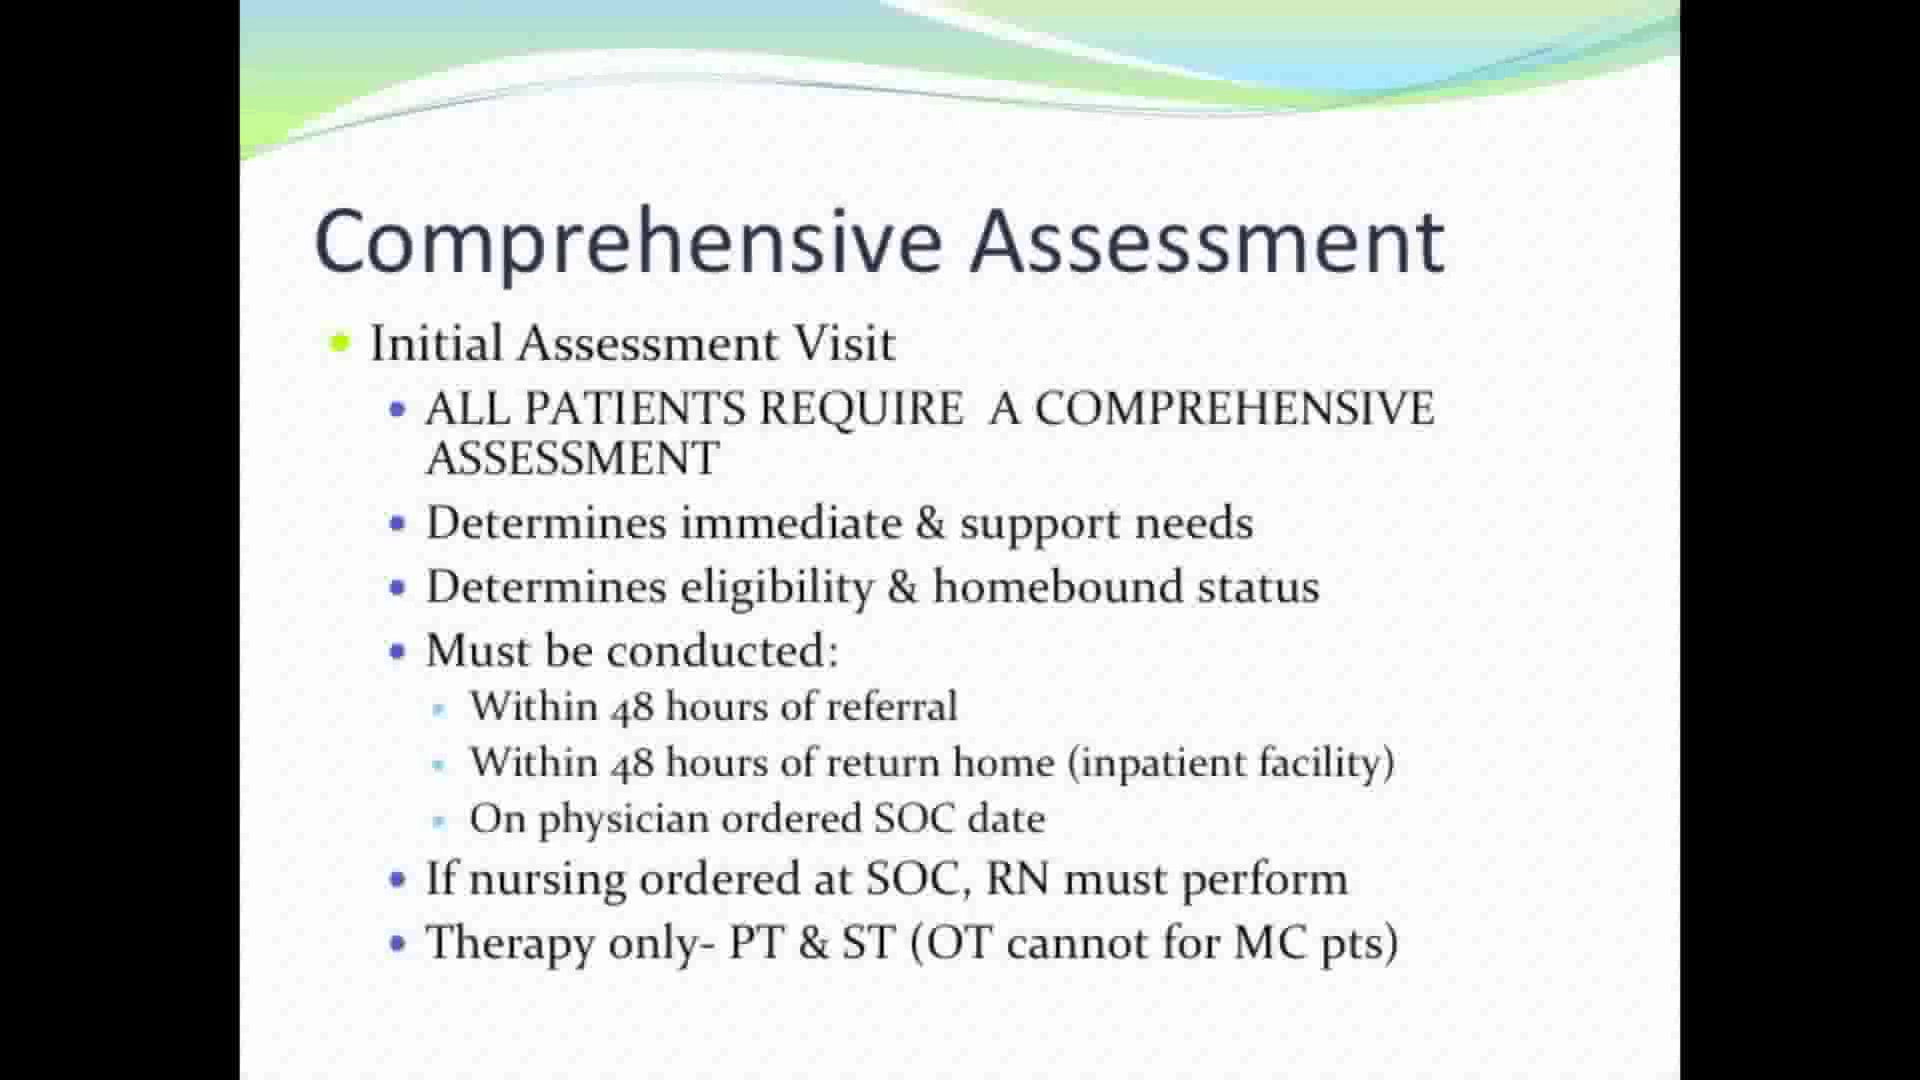 Comprehensive Assessment
Initial Assessment Visit
ALL PATIENTS REQUIRE A COMPREHENSIVE
ASSESSMENT
Determines immediate & support needs
Determines eligibility & homebound status
Must be conducted:
Within 48 hours of referral
Within 48 hours of return home (inpatient facility)
On physician ordered SOC date
If nursing ordered at SOC, RN must perform
Therapy only- PT & ST (OT cannot for MC pts)